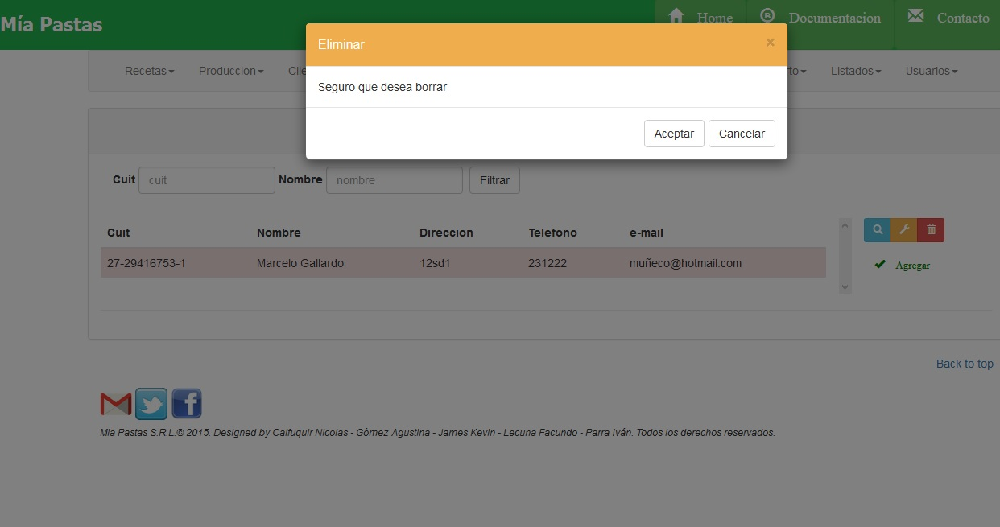 Mía Pastas
Home
Documentacion
Contacto
Eliminar ×
Seguro que desea borrar
Aceptar Cancelar
Recetas Produccion Clie to Listados Usuarios
Cuit cuit Nombre nombre Filtrar
Cuit Nombre Direccion Telefono e-mail
27-29416753-1 Marcelo Gallardo 12sd1 231222 muñeco@hotmail.com
Agregar
Back to top
Mia Pastas S.R.L.© 2015. Designed by Calfuquir Nicolas - Gômez Agustina - James Kevin - Lecuna Facundo - Parra Iván. Todos los derechos reservados.